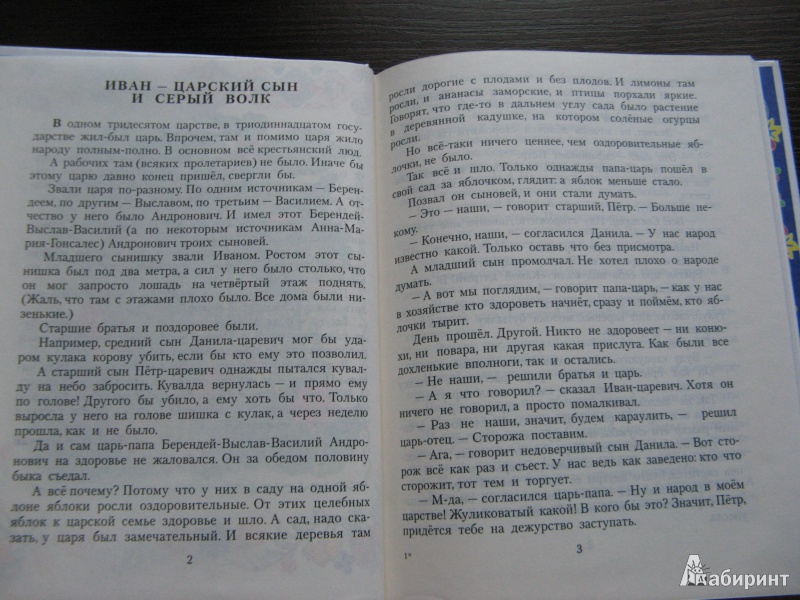 ИВАН – ЦАРСКИЙ СЫН
И СЕРЫЙ ВОЛК
В одном тридесятом царстве, в триодиннадцатом госу-
дарстве жил-был царь. Впрочем, там и помимо царя жило
народу полным-полно. В основном всё крестьянский люд.
А рабочих там (всяких пролетариев) не было. Иначе бы
этому царю давно конец пришёл, свергли бы.
Звали царя по-разному. По одним источникам — Берен-
деем, по другим — Выславом, по третьим — Василием. А от-
чество у него было Андронович. И имел этот Берендей-
Выслав-Василий (а по некоторым источникам Анна-Ма-
рия-Гонсалес) Андронович троих сыновей.
Младшего сынишку звали Иваном. Ростом этот сы-
нишка был под два метра, а сил у него было столько, что
он мог запросто лошадь на четвёртый этаж поднять.
(Жаль, что там с этажами плохо было. Все дома были ни-
зенькие.)
Старшие братья и поздоровее были.
Например, средний сын Данила-царевич мог бы уда-
ром кулака корову убить, если бы кто ему это позволил.
А старший сын Пётр-царевич однажды пытался кувал-
ду на небо забросить. Кувалда вернулась — и прямо ему
по голове! Другого бы убило, а ему хоть бы что. Только
выросла у него на голове шишка с кулак, а через неделю
прошла, как и не было.
Да и сам царь-папа Берендей-Выслав-Василий Андро-
нович на здоровье не жаловался. Он за обедом половину
быка съедал.
А всё почему? Потому что у них в саду на одной яб-
лоне яблоки росли оздоровительные. От этих целебных
яблок к царской семье здоровье и шло. А сад, надо ска-
зать, у царя был замечательный. И всякие деревья там
2
росли дорогие с плодами и без плодов. И лимоны там
росли, и ананасы заморские, и птицы порхали яркие.
Говорят, что где-то в дальнем углу сада было растение
в деревянной кадушке, на котором солёные огурцы
росли.
Но всё-таки ничего ценнее, чем оздоровительные яб-
лочки, не было.
Так всё и шло. Только однажды папа-царь пошёл в
свой сад за яблочком, глядит: а яблок меньше стало.
Позвал он сыновей, и они стали думать.
— Это — наши, — говорит старший, Пётр. — Больше не-
кому.
— Конечно, наши, — согласился Данила. — У нас народ
известно какой. Только оставь что без присмотра.
А младший сын промолчал. Не хотел плохо о народе
думать.
— А вот мы поглядим, — говорит папа-царь, — как у нас
в хозяйстве кто здороветь начнёт, сразу и поймём, кто яб-
лочки тырит.
День прошёл. Другой. Никто не здоровеет — ни коню-
хи, ни повара, ни другая какая прислуга. Как были все
дохленькие вполноги, так и остались.
— Не наши, — решили братья и царь.
— А я что говорил? — сказал Иван-царевич. Хотя он
ничего не говорил, а просто помалкивал.
— Раз не наши, значит, будем караулить, — решил
царь-отец. — Сторожа поставим.
— Ага, — говорит недоверчивый сын Данила. — Вот сто-
рож всё как раз и съест. У нас ведь как заведено: кто что
сторожит, тот тем и торгует.
— М-да, — согласился царь-папа. — Ну и народ в моём
царстве! Жуликоватый какой! В кого бы это? Значит, Пётр,
придётся тебе на дежурство заступать.
1*
3
Лабиринт